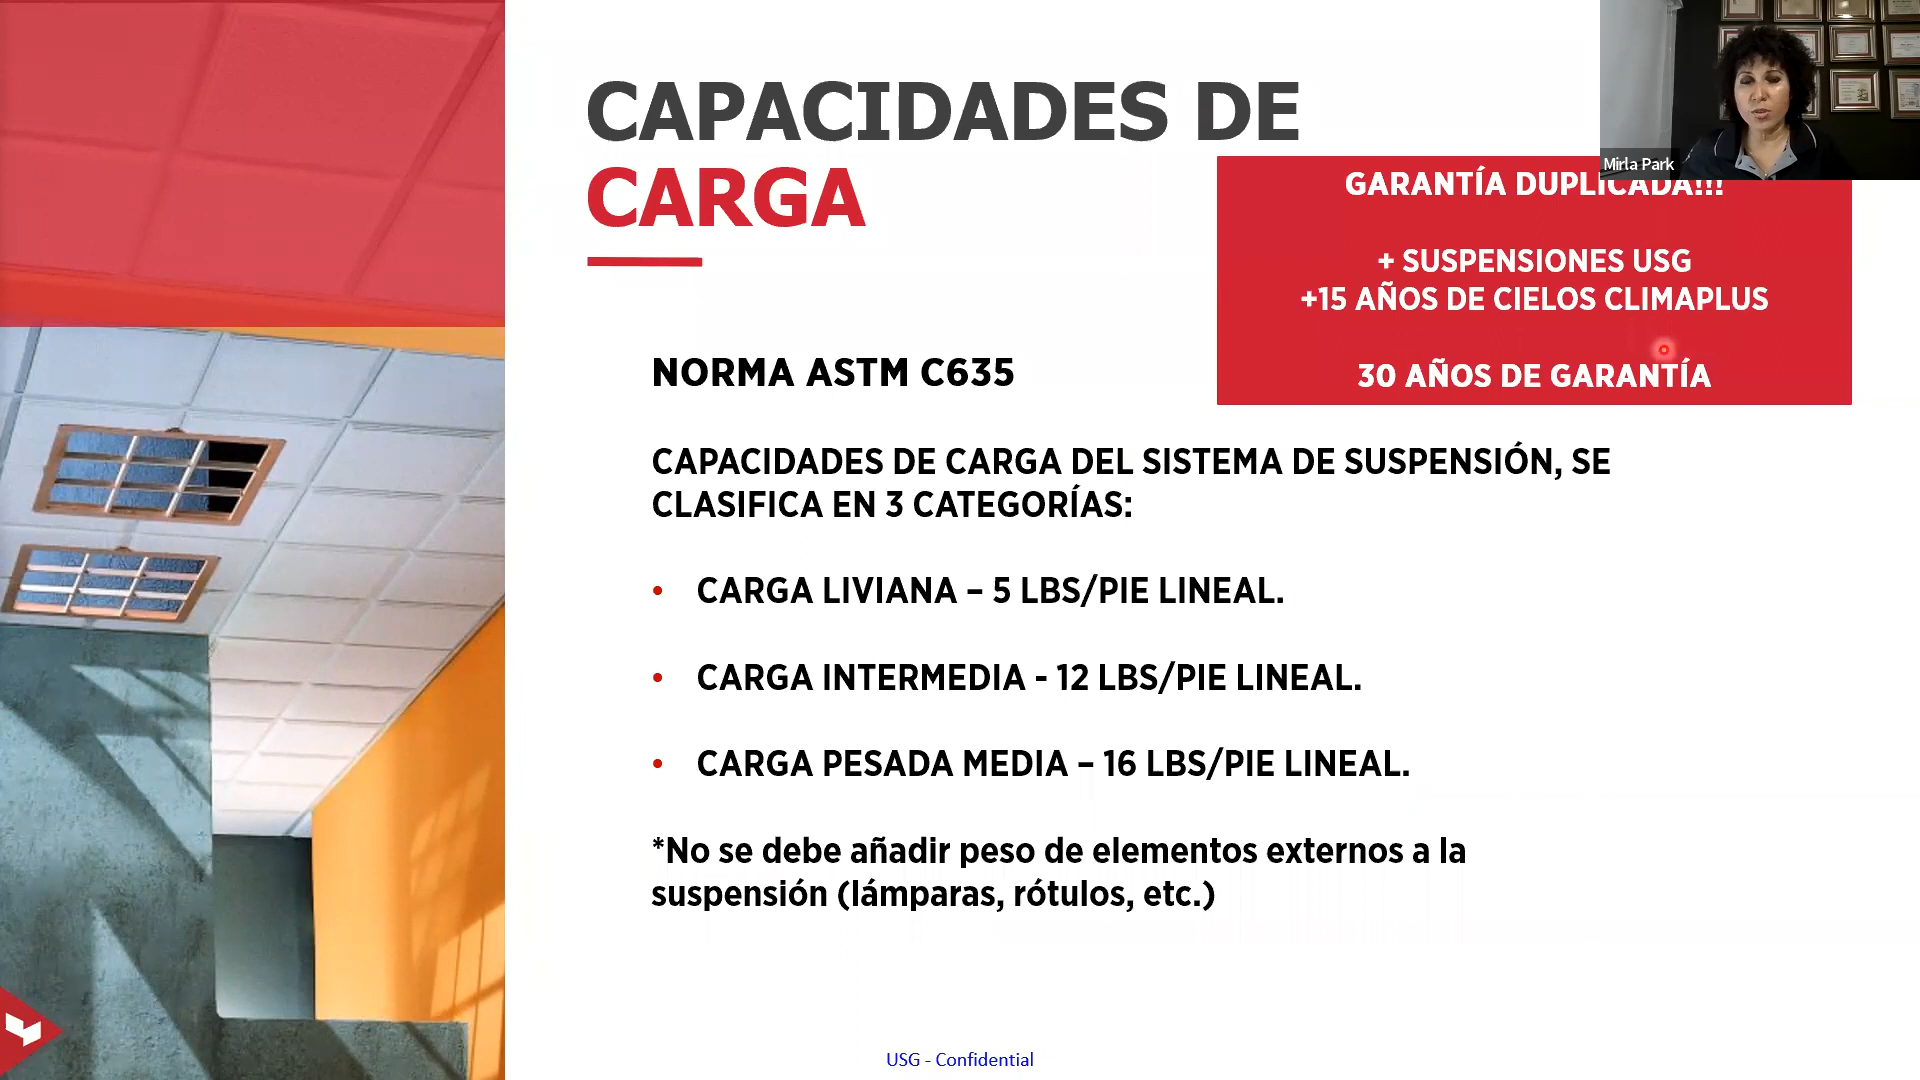 CAPACIDADES DE
CARGA
Mirla Park
GARANTÍA DUPLICADA!!!
+ SUSPENSIONES USG
+15 AÑOS DE CIELOS CLIMAPLUS
30 AÑOS DE GARANTÍA
NORMA ASTM C635
CAPACIDADES DE CARGA DEL SISTEMA DE SUSPENSIÓN, SE
CLASIFICA EN 3 CATEGORÍAS:
• CARGA LIVIANA – 5 LBS/PIE LINEAL.
• CARGA INTERMEDIA - 12 LBS/PIE LINEAL.
• CARGA PESADA MEDIA – 16 LBS/PIE LINEAL.
*No se debe añadir peso de elementos externos a la
suspensión (lámparas, rótulos, etc.)
USG - Confidential